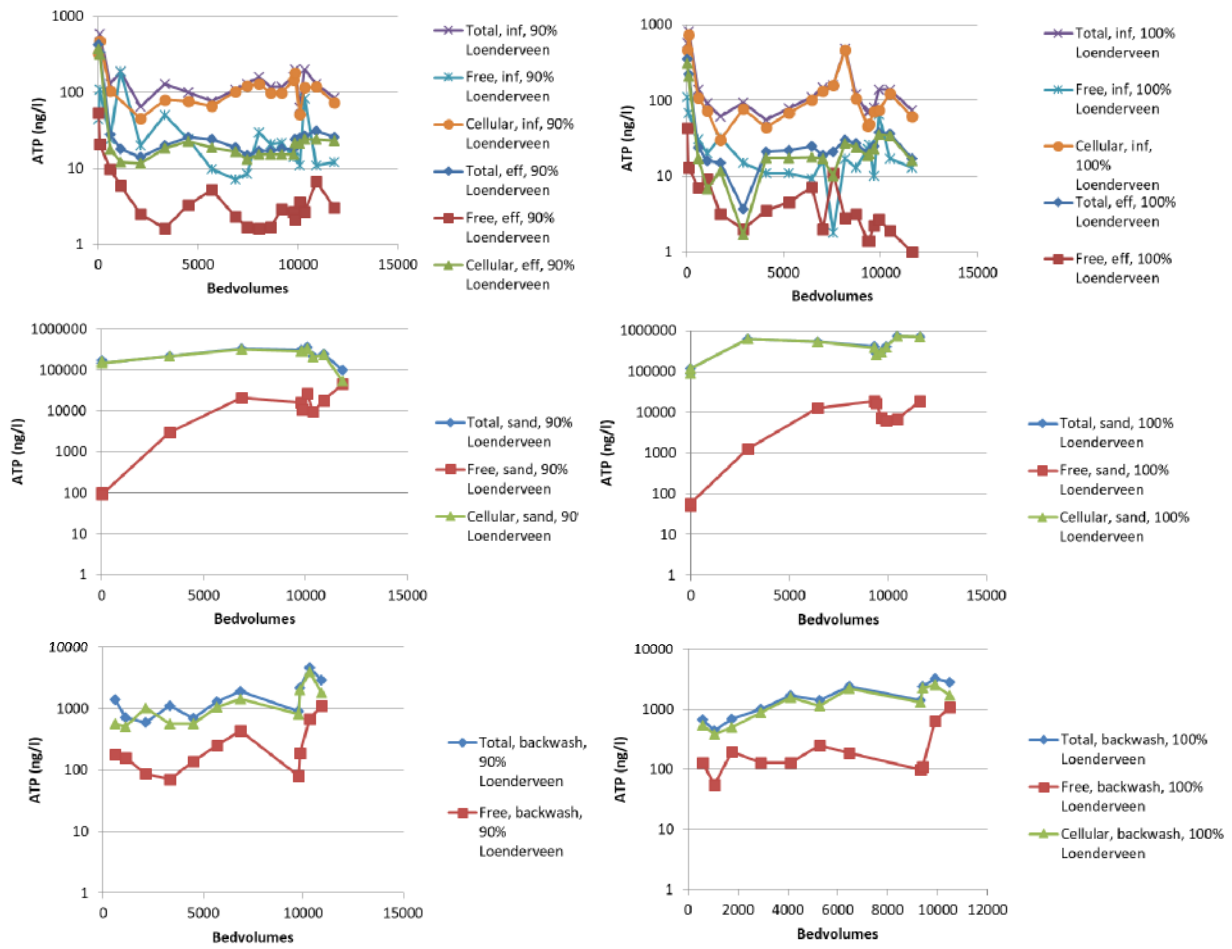 1000
100
10
1
ATP (ng/l)
0
5000
10000
15000
Bedvolumes
Total, inf, 90%
Loenderveen
Free, inf, 90%
Loenderveen
Cellular, inf, 90%
Loenderveen
Total, eff, 90%
Loenderveen
Free, eff, 90%
Loenderveen
Cellular, eff, 90%
Loenderveen
1000
100
10
1
ATP (ng/l)
0
5000
10000
15000
Bedvolumes
Total, inf, 100%
Loenderveen
Free, inf, 100%
Loenderveen
Cellular, inf,
100%
Loenderveen
Total, eff, 100%
Loenderveen
Free, eff, 100%
Loenderveen
1000000
100000
10000
1000
100
10
1
ATP (ng/l)
0
5000
10000
15000
Bedvolumes
Total, sand, 90%
Loenderveen
Free, sand, 90%
Loenderveen
Cellular, sand, 90%
Loenderveen
1000000
100000
10000
1000
100
10
1
ATP (ng/l)
0
5000
10000
15000
Bedvolumes
Total, sand, 100%
Loenderveen
Free, sand, 100%
Loenderveen
Cellular, sand, 100%
Loenderveen
10000
1000
100
10
1
ATP (ng/l)
0
5000
10000
15000
Bedvolumes
Total, backwash,
90%
Loenderveen
Free, backwash,
90%
Loenderveen
10000
1000
100
10
1
ATP (ng/l)
0
2000
4000
6000
8000
10000
12000
Bedvolumes
Total, backwash, 100%
Loenderveen
Free, backwash, 100%
Loenderveen
Cellular, backwash, 100%
Loenderveen